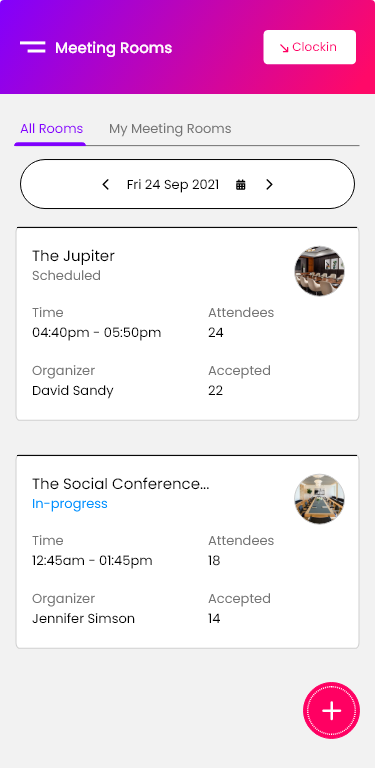 Meeting Rooms
Clockin
All Rooms My Meeting Rooms
Fri 24 Sep 2021
The Jupiter
Scheduled
Time Attendees
04:40pm - 05:50pm 24
Organizer Accepted
David Sandy 22
The Social Conference...
In-progress
Time Attendees
12:45am - 01:45pm 18
Organizer Accepted
Jennifer Simson 14